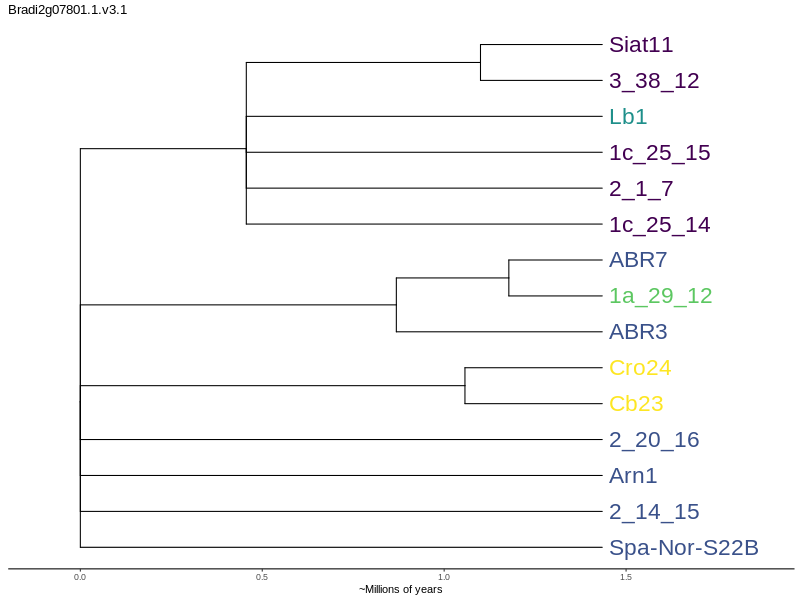 Bradi2g07801.1.v3.1
Siat11
3_38_12
Lb1
1c_25_15
2_1_7
1c_25_14
ABR7
1a_29_12
ABR3
Cro24
Cb23
2_20_16
Arn1
2_14_15
Spa-Nor-S22B
0.0 0.5 1.0 1.5
~Millions of years